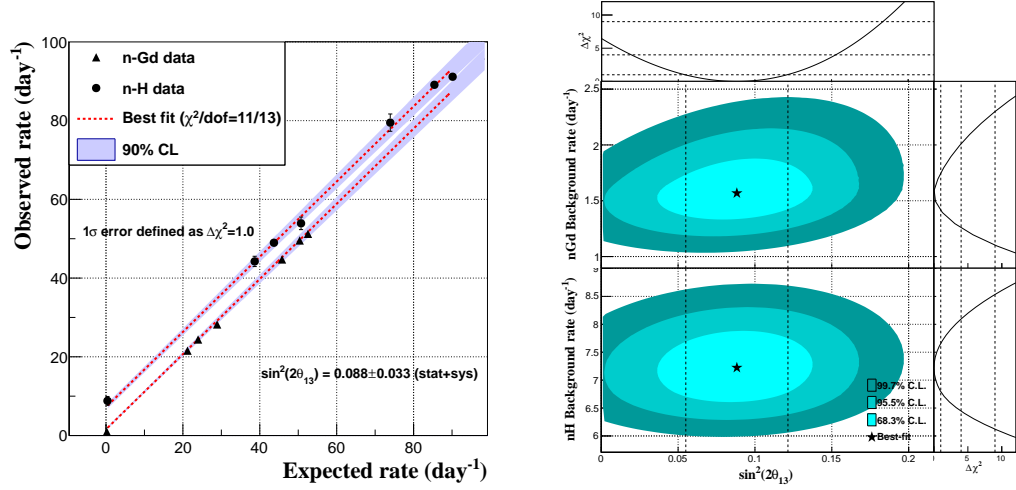 n-Gd data
n-H data
Best fit (χ²/dof=11/13)
90% CL
1σ error defined as Δχ²=1.0
sin²(2θ₁₃) = 0.088±0.033 (stat+sys)
Observed rate (day⁻¹)
100
80
60
40
20
0
0 20 40 60 80
Expected rate (day⁻¹)
Δχ²
10
5
nGd Background rate (day⁻¹)
2.5
2
1.5
1
nH Background rate (day⁻¹)
9
8.5
8
7.5
7
6.5
6
99.7% C.L.
95.5% C.L.
68.3% C.L.
Best-fit
0 0.05 0.1 0.15 0.2
sin²(2θ₁₃)
5 10
Δχ²